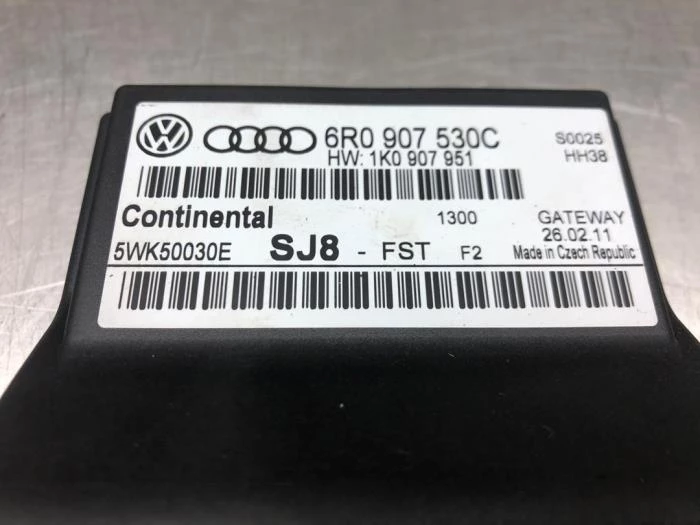 6R0 907 530C S0025
HW: 1K0 907 951 HH38
Continental 1300 GATEWAY
26.02.11
5WK50030E SJ8 - FST F2 Made in Czech Republic